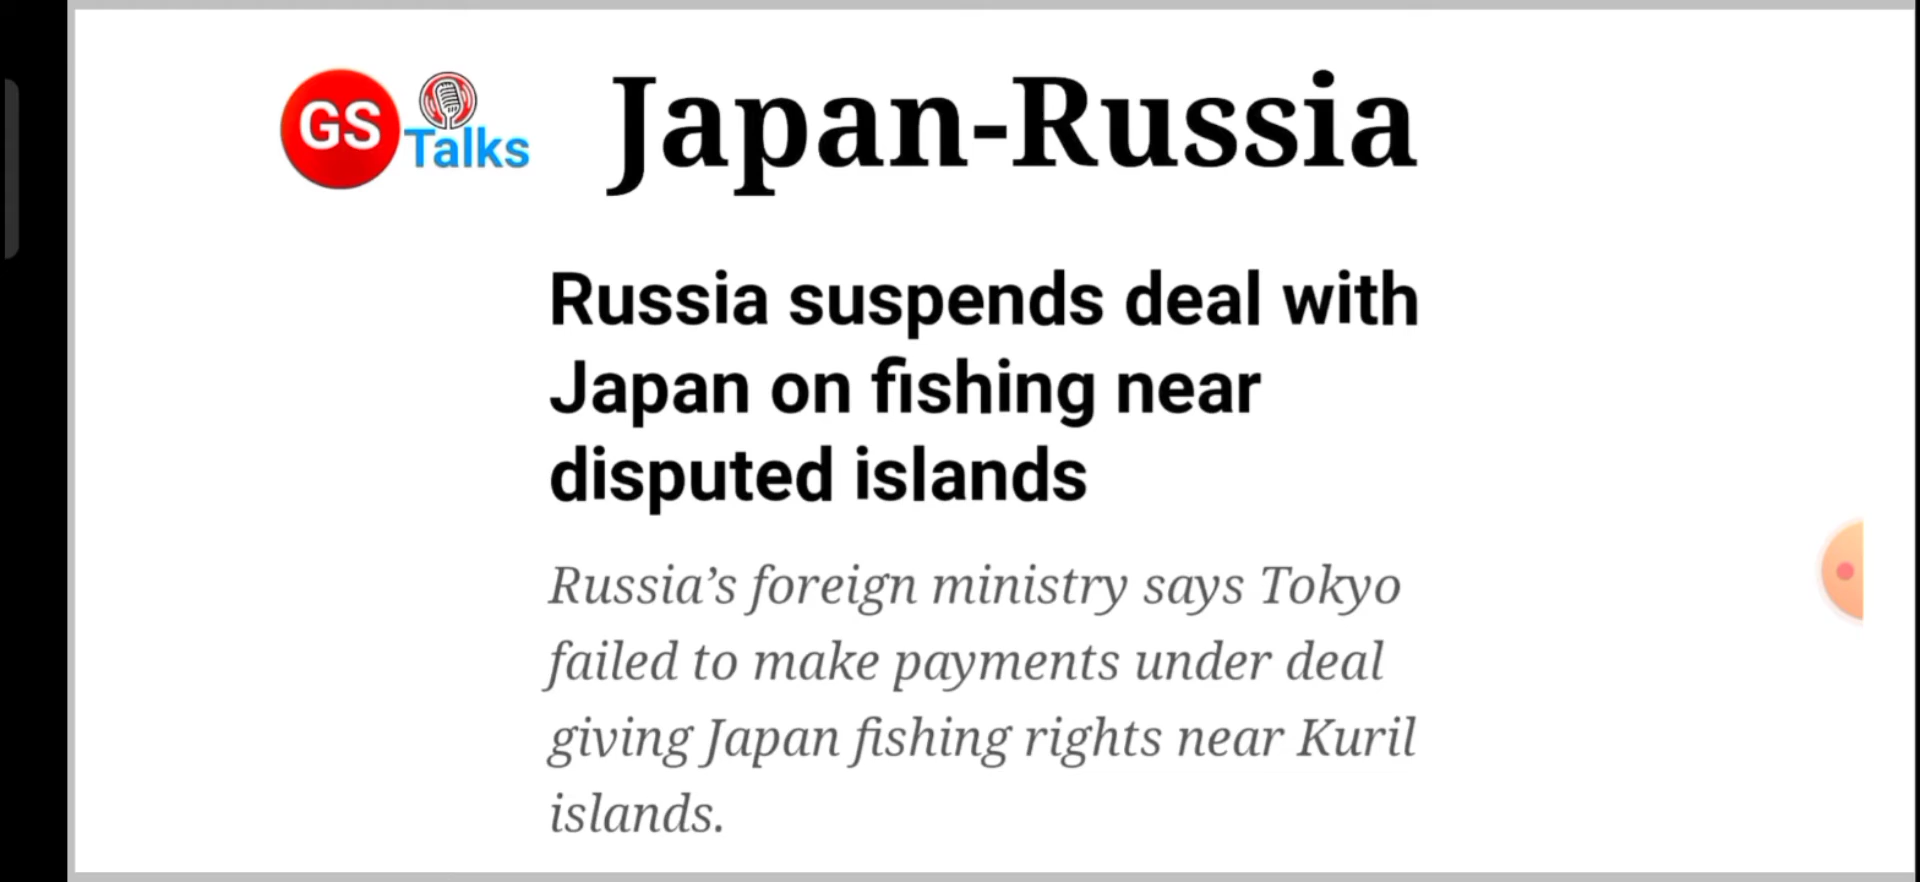 GS Talks
Japan-Russia
Russia suspends deal with
Japan on fishing near
disputed islands
Russia’s foreign ministry says Tokyo
failed to make payments under deal
giving Japan fishing rights near Kuril
islands.